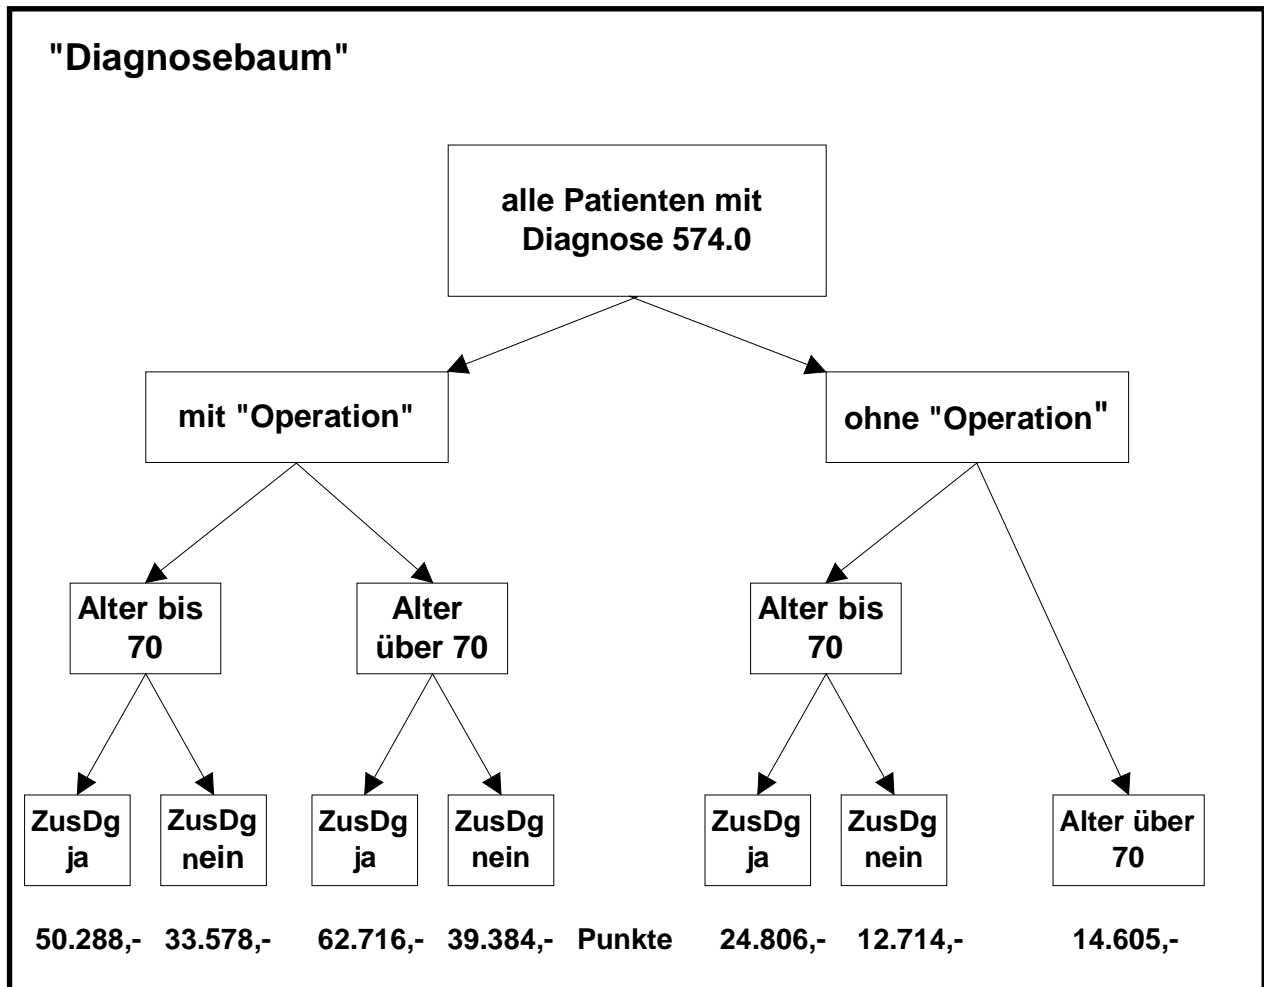 "Diagnosebaum"
alle Patienten mit
Diagnose 574.0
mit "Operation"
ohne "Operation"
Alter bis
70
Alter
über 70
Alter bis
70
ZusDg
ja
ZusDg
nein
ZusDg
ja
ZusDg
nein
ZusDg
ja
ZusDg
nein
Alter über
70
50.288,- 33.578,- 62.716,- 39.384,- Punkte 24.806,- 12.714,- 14.605,-